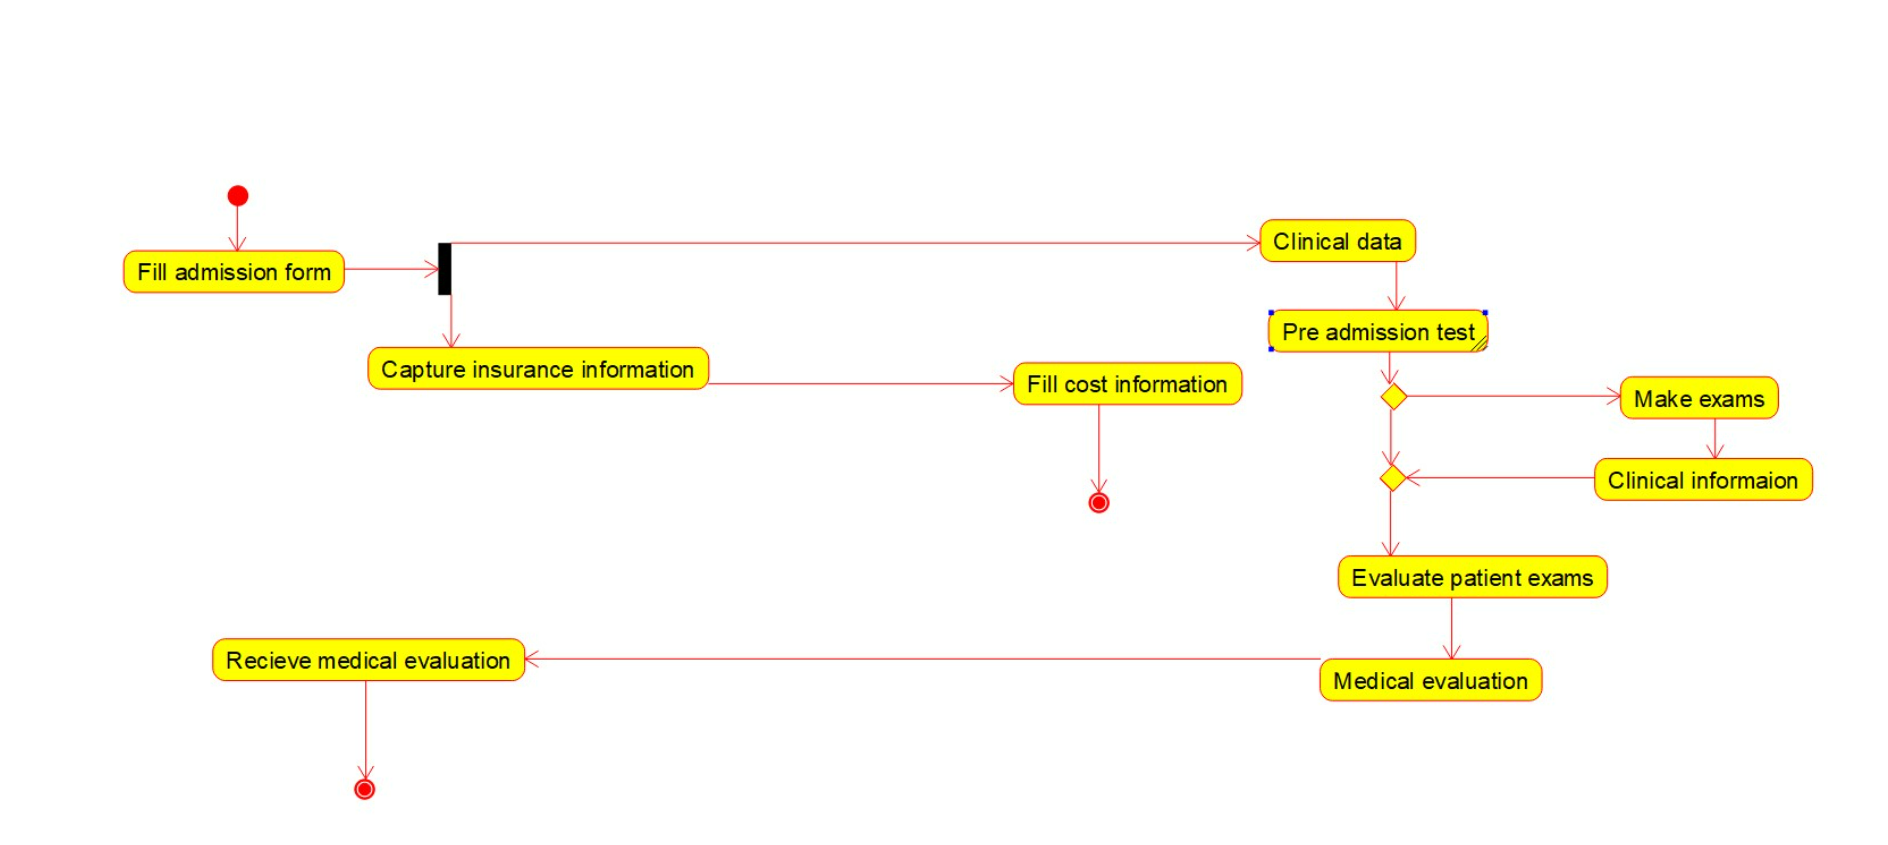 Fill admission form
Clinical data
Pre admission test
Capture insurance information
Fill cost information
Make exams
Clinical informaion
Evaluate patient exams
Recieve medical evaluation
Medical evaluation